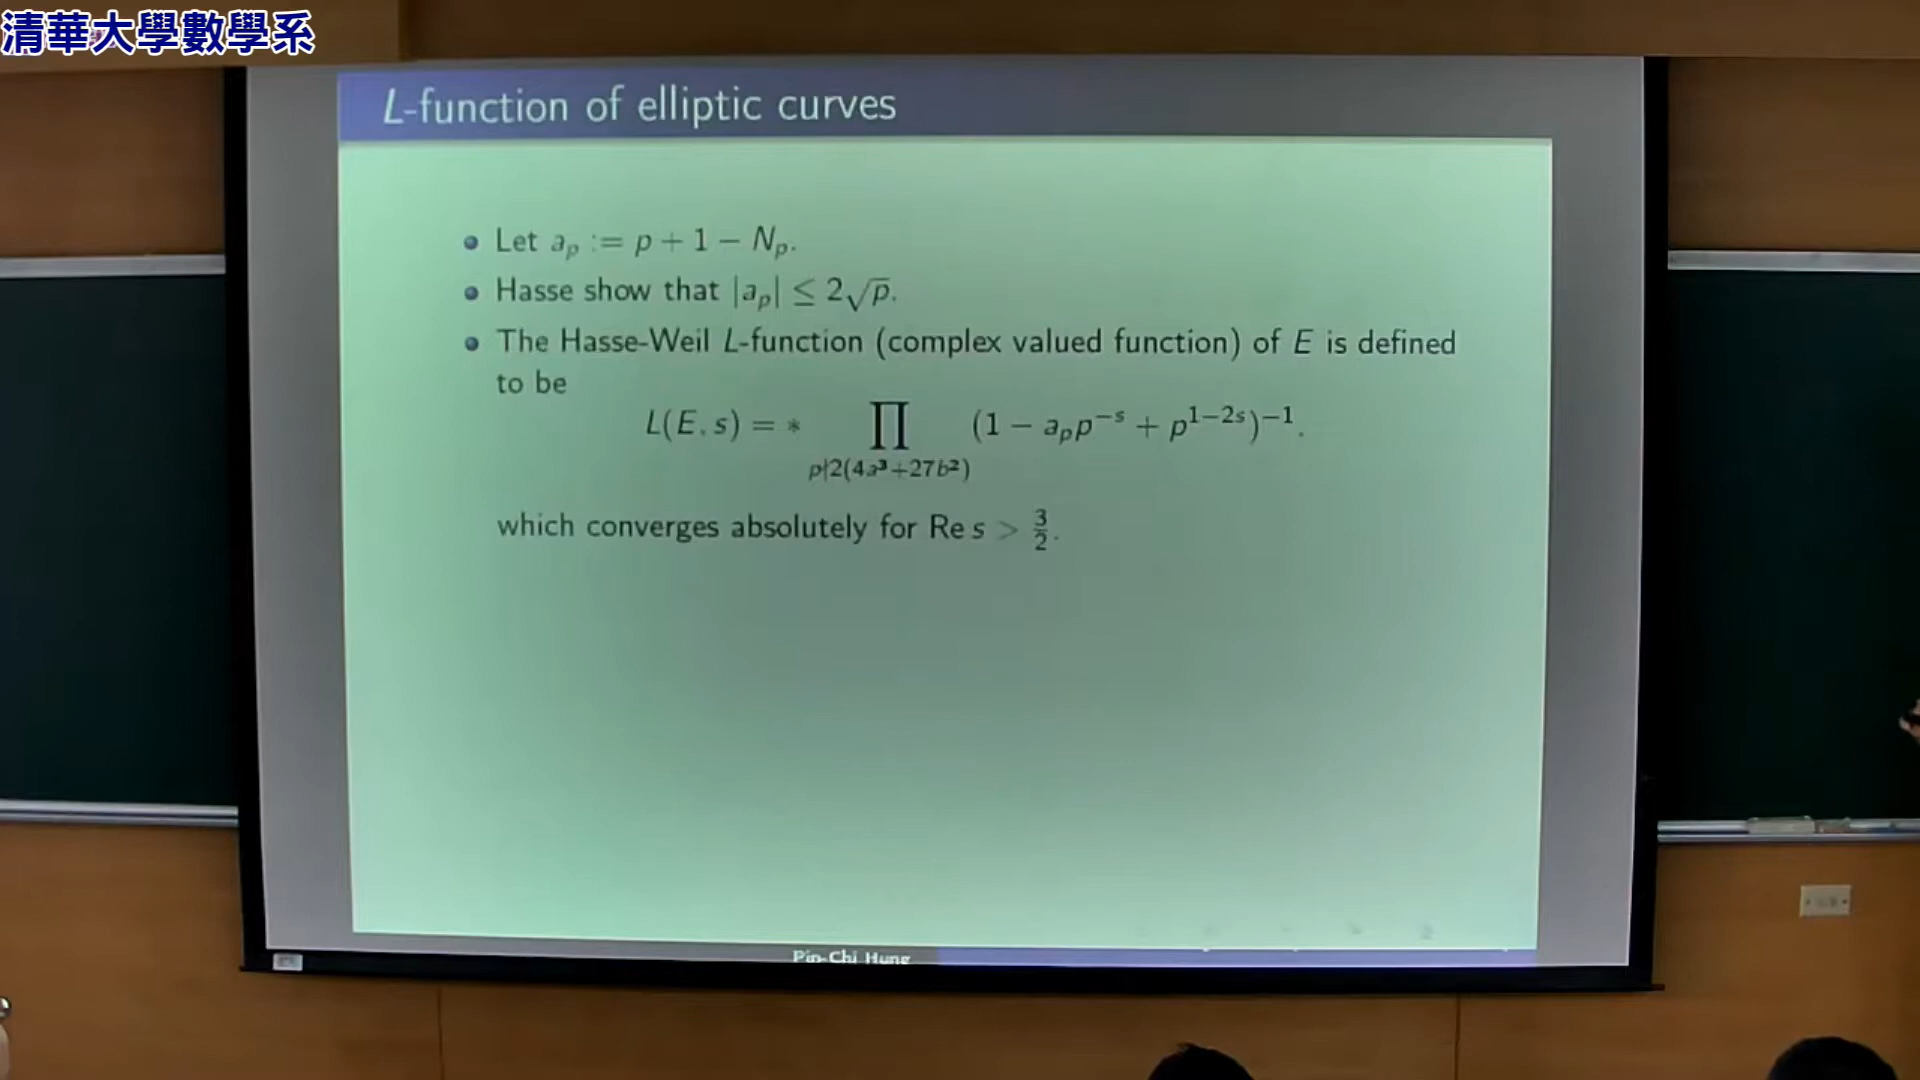 清華大學數學系
L-function of elliptic curves
Let a_p := p + 1 − N_p.
Hasse show that |a_p| ≤ 2√p.
The Hasse-Weil L-function (complex valued function) of E is defined
to be
L(E, s) = * ∏_{p∤2(4a³+27b²)} (1 − a_p p^{−s} + p^{1−2s})^{−1}.
which converges absolutely for Re s > 3/2.
Pin-Chi Hung